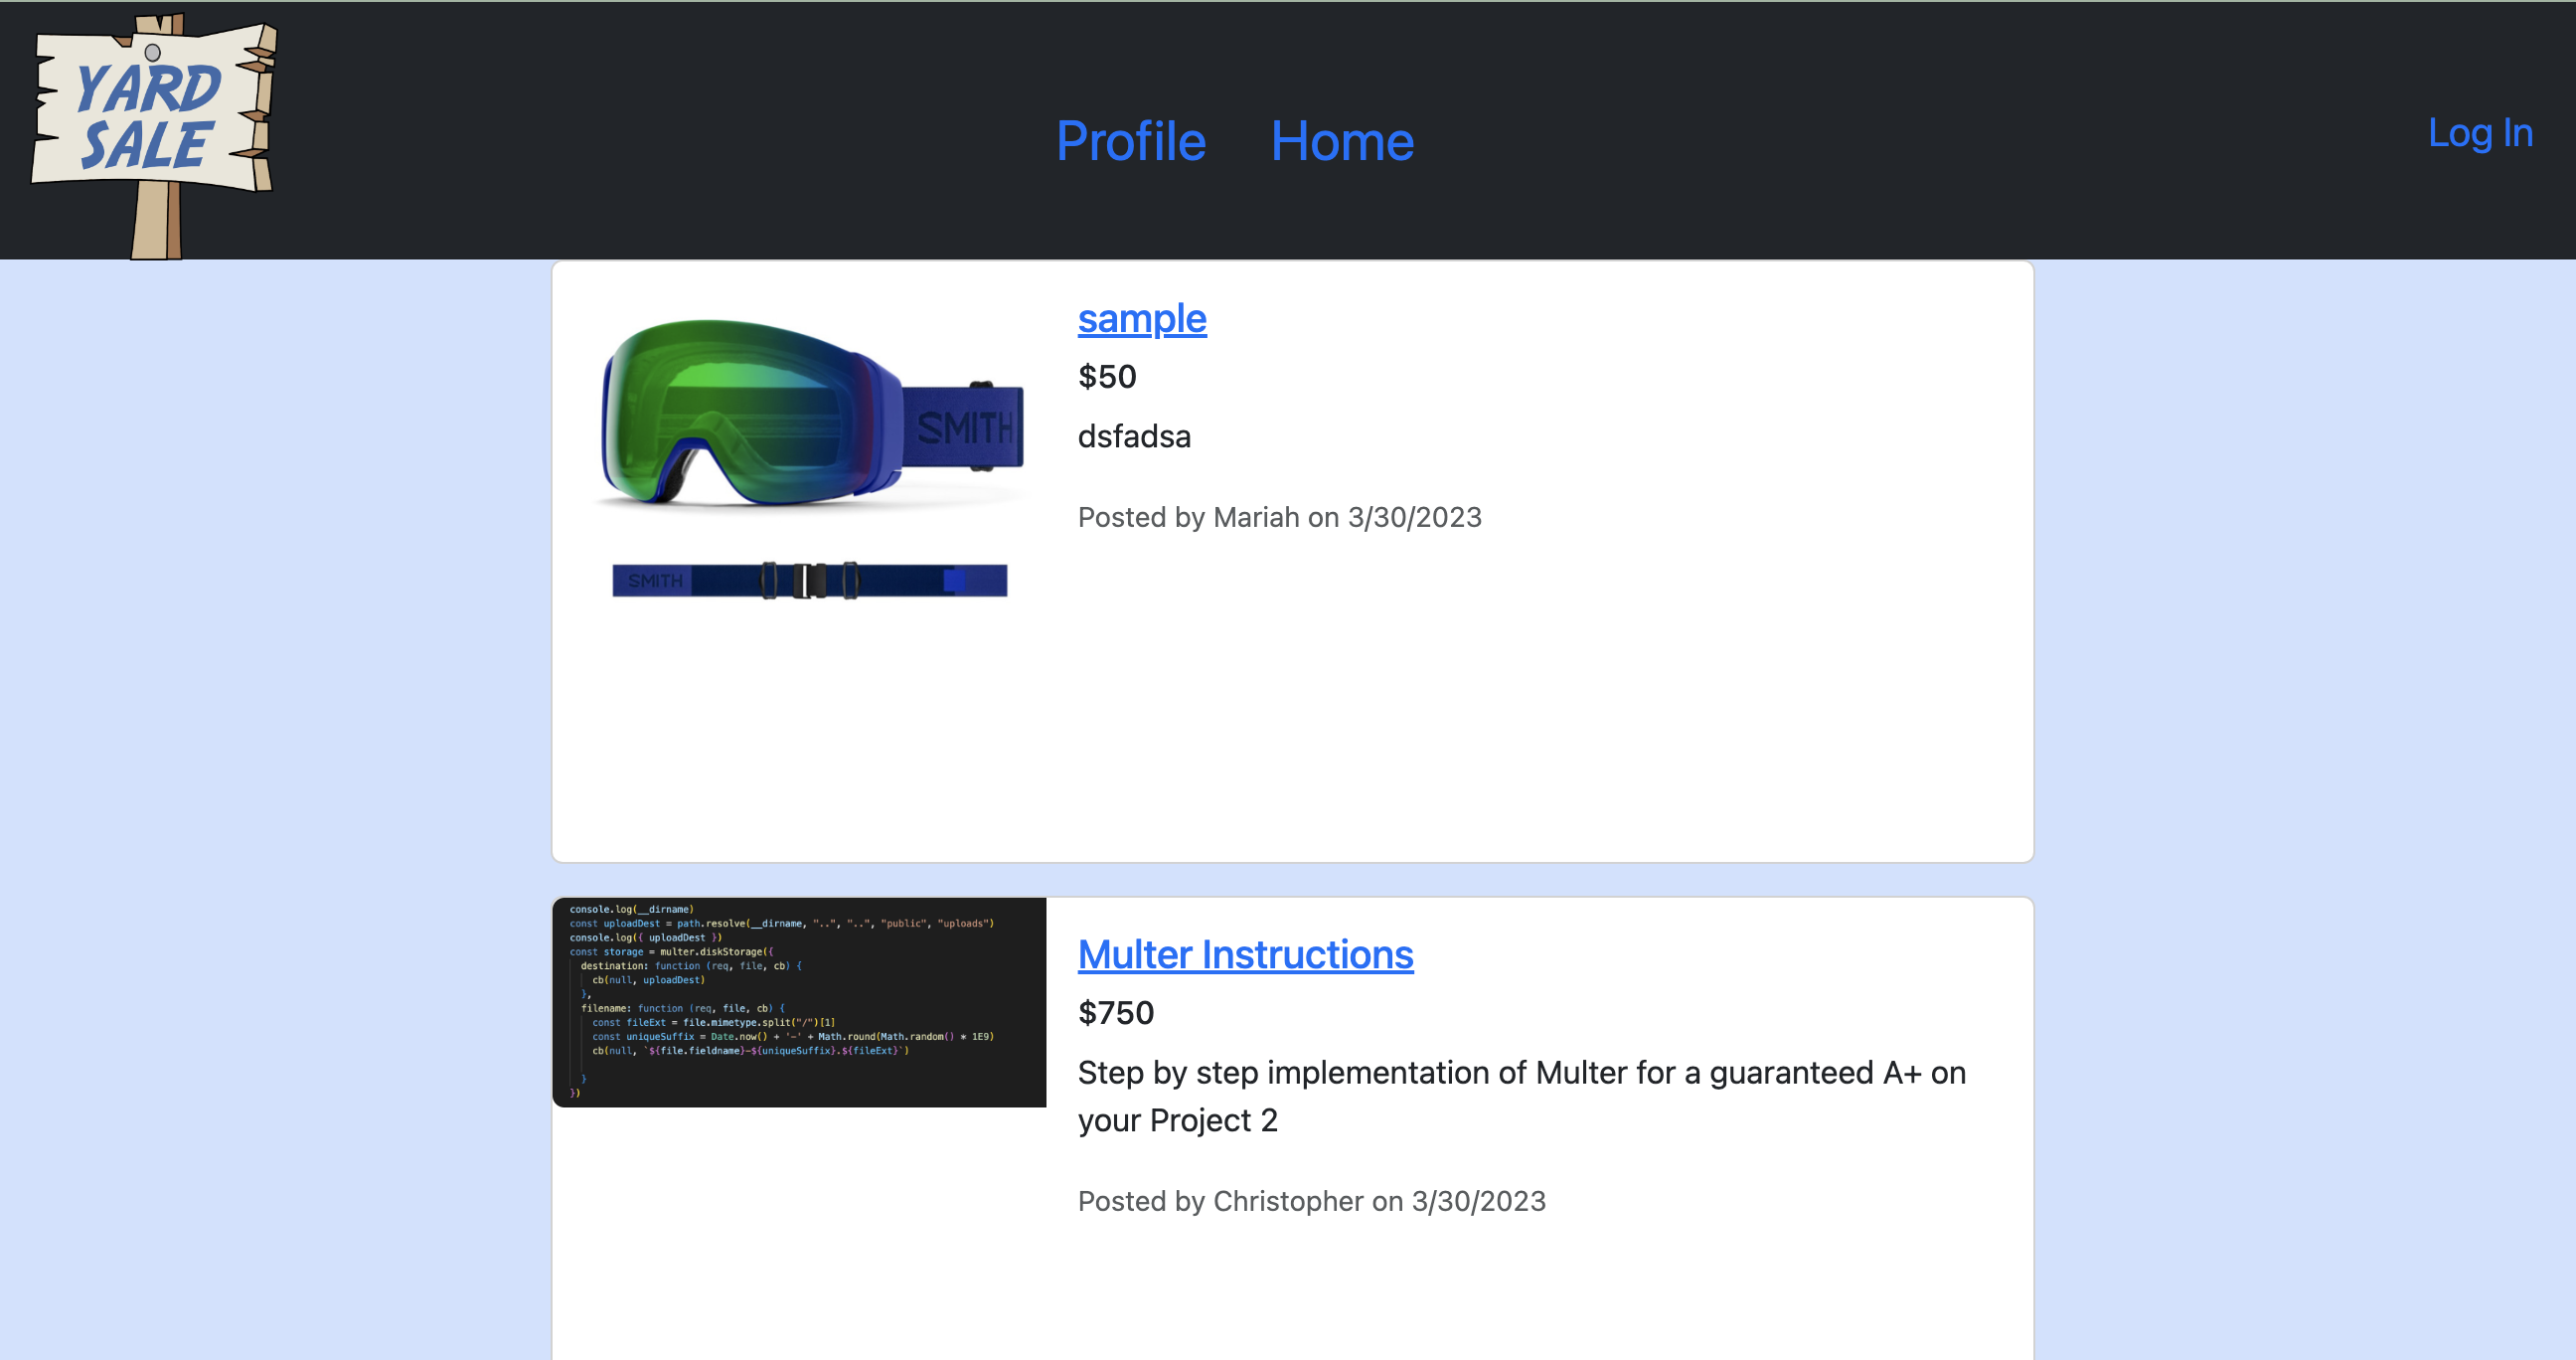 YARD
SALE
Profile Home
Log In
SMITH
SMITH
sample
$50
dsfadsa
Posted by Mariah on 3/30/2023
console.log(__dirname)
const uploadDest = path.resolve(__dirname, "..", "..", "public", "uploads")
console.log({ uploadDest })
const storage = multer.diskStorage({
destination: function (req, file, cb) {
cb(null, uploadDest)
},
filename: function (req, file, cb) {
const fileExt = file.mimetype.split("/")[1]
const uniqueSuffix = Date.now() + '-' + Math.round(Math.random() * 1E9)
cb(null, `${file.fieldname}-${uniqueSuffix}.${fileExt}`)
}
})
Multer Instructions
$750
Step by step implementation of Multer for a guaranteed A+ on
your Project 2
Posted by Christopher on 3/30/2023